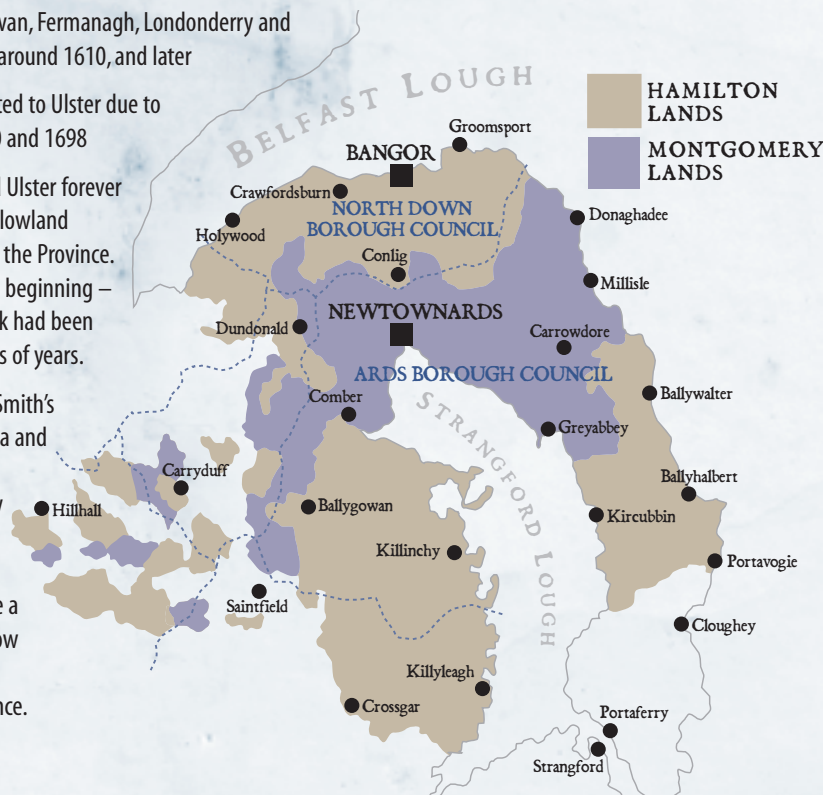 van, Fermanagh, Londonderry and
around 1610, and later
ted to Ulster due to
and 1698
Ulster forever
lowland
the Province.
beginning –
k had been
s of years.
Smith's
a and
y
e a
ow
nce.
BELFAST LOUGH
HAMILTON
LANDS
MONTGOMERY
LANDS
Groomsport
BANGOR
Crawfordsburn
NORTH DOWN
BOROUGH COUNCIL
Holywood
Donaghadee
Conlig
Millisle
NEWTOWNARDS
Dundonald
Carrowdore
ARDS BOROUGH COUNCIL
Comber
Ballywalter
STRANGFORD LOUGH
Greyabbey
Carryduff
Ballyhalbert
Hillhall
Ballygowan
Kircubbin
Killinchy
Portavogie
Saintfield
Cloughey
Killyleagh
Crossgar
Portaferry
Strangford